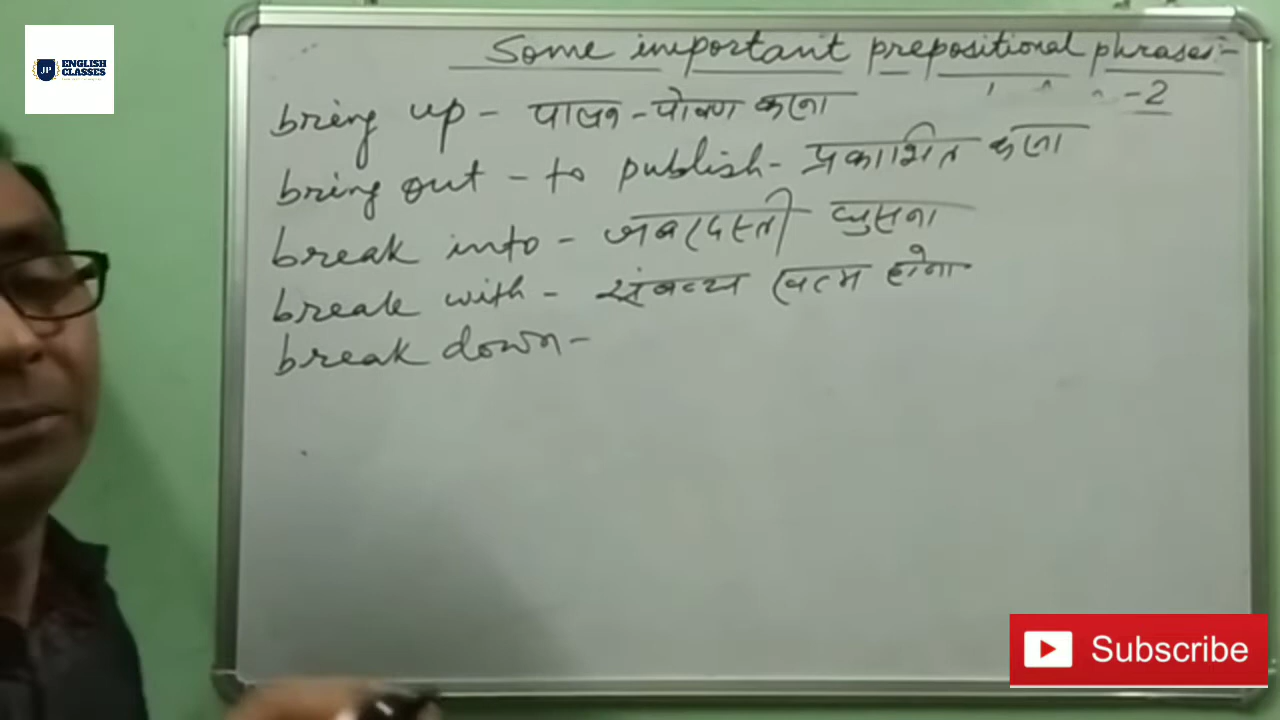 JP ENGLISH CLASSES
Some important prepositional phrases:-
-2
bring up - पालन-पोषण करना
bring out - to publish - प्रकाशित करना
break into - जबरदस्ती घुसना
break with - संबन्ध खत्म होना
break down -
Subscribe